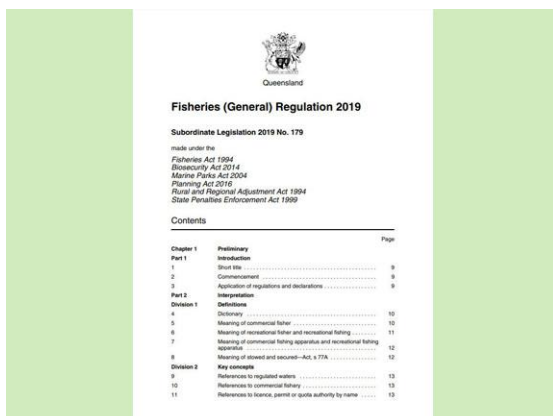 Queensland
Fisheries (General) Regulation 2019
Subordinate Legislation 2019 No. 179
made under the
Fisheries Act 1994
Biosecurity Act 2014
Marine Parks Act 2004
Planning Act 2016
Rural and Regional Adjustment Act 1994
State Penalties Enforcement Act 1999
Contents
Page
Chapter 1 Preliminary
Part 1 Introduction
1 Short title . . . . . . . . . . . . . . . . . . . . . . . . . . . . . . . . . . . . . . . . . . 9
2 Commencement . . . . . . . . . . . . . . . . . . . . . . . . . . . . . . . . . . . . . 9
3 Application of regulations and declarations . . . . . . . . . . . . . . . . . 9
Part 2 Interpretation
Division 1 Definitions
4 Dictionary . . . . . . . . . . . . . . . . . . . . . . . . . . . . . . . . . . . . . . . . . . 10
5 Meaning of commercial fisher . . . . . . . . . . . . . . . . . . . . . . . . . . . 10
6 Meaning of recreational fisher and recreational fishing . . . . . . . . 11
7 Meaning of commercial fishing apparatus and recreational fishing
apparatus . . . . . . . . . . . . . . . . . . . . . . . . . . . . . . . . . . . . . . . . . . 12
8 Meaning of stowed and secured—Act, s 77A . . . . . . . . . . . . . . . 12
Division 2 Key concepts
9 References to regulated waters . . . . . . . . . . . . . . . . . . . . . . . . . . 13
10 References to commercial fishery . . . . . . . . . . . . . . . . . . . . . . . . 13
11 References to licence, permit or quota authority by name . . . . . 13